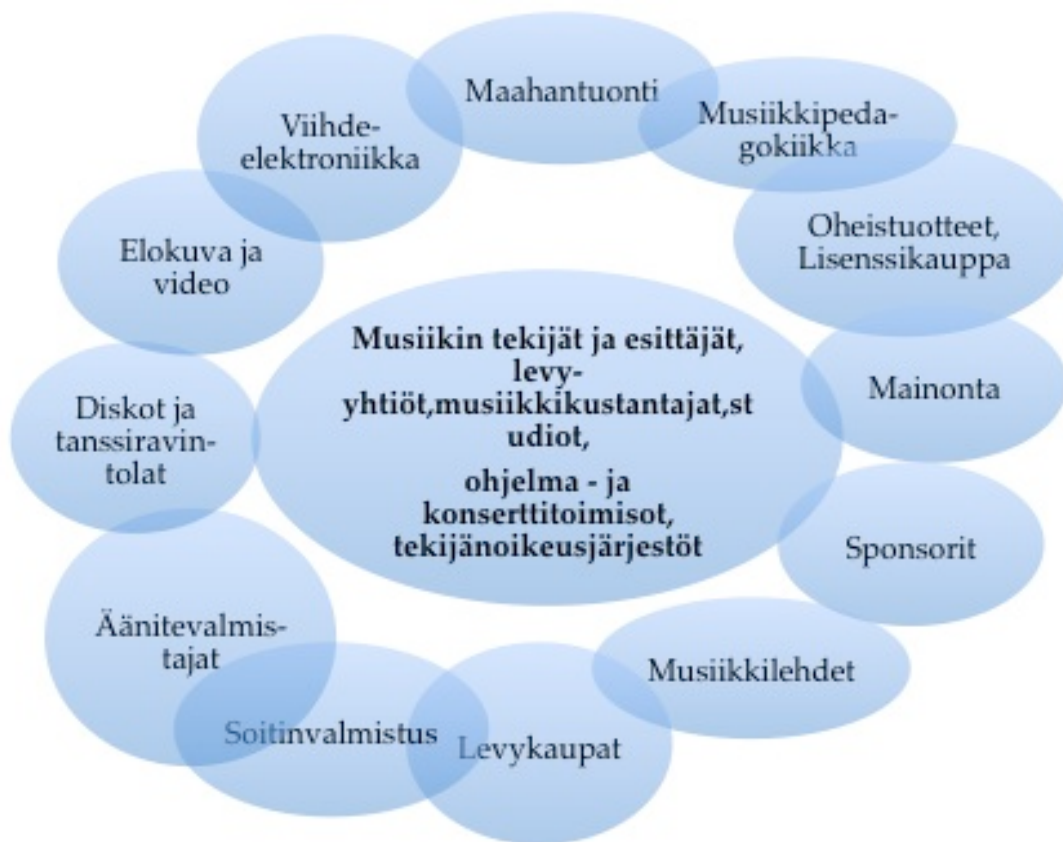 Maahantuonti
Musiikkipeda-
gokiikka
Oheistuotteet,
Lisenssikauppa
Mainonta
Sponsorit
Musiikkilehdet
Levykaupat
Soitinvalmistus
Äänitevalmis-
tajat
Diskot ja
tanssiravin-
tolat
Elokuva ja
video
Viihde-
elektroniikka
Musiikin tekijät ja esittäjät,
levy-
yhtiöt,musiikkikustantajat,st
udiot,
ohjelma - ja
konserttitoimisot,
tekijänoikeusjärjestöt